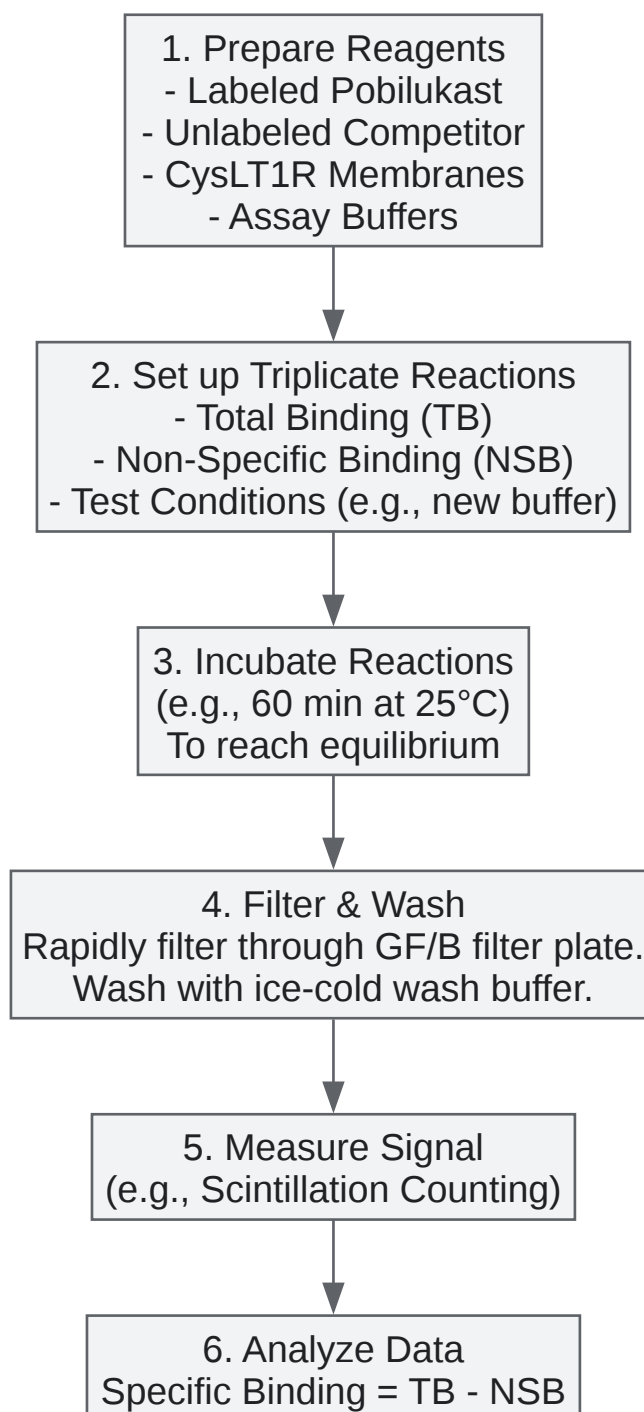 1. Prepare Reagents
- Labeled Pobilukast
- Unlabeled Competitor
- CysLT1R Membranes
- Assay Buffers
2. Set up Triplicate Reactions
- Total Binding (TB)
- Non-Specific Binding (NSB)
- Test Conditions (e.g., new buffer)
3. Incubate Reactions
(e.g., 60 min at 25°C)
To reach equilibrium
4. Filter & Wash
Rapidly filter through GF/B filter plate.
Wash with ice-cold wash buffer.
5. Measure Signal
(e.g., Scintillation Counting)
6. Analyze Data
Specific Binding = TB - NSB